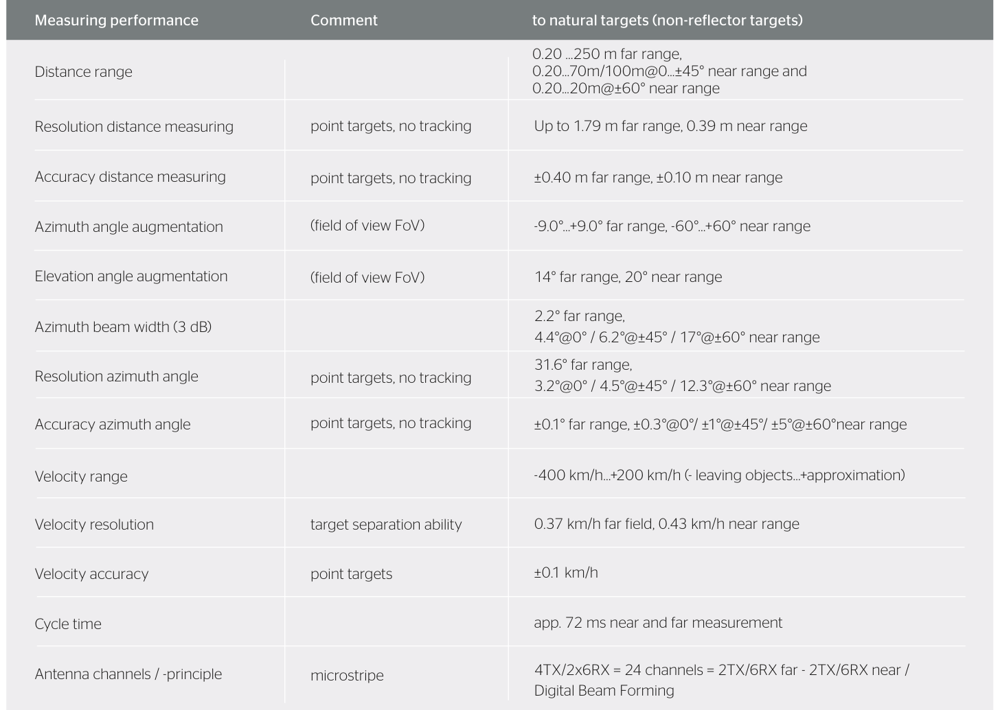 Measuring performance Comment to natural targets (non-reflector targets)
Distance range
0.20 ...250 m far range,
0.20...70m/100m@0...±45° near range and
0.20...20m@±60° near range
Resolution distance measuring point targets, no tracking Up to 1.79 m far range, 0.39 m near range
Accuracy distance measuring point targets, no tracking ±0.40 m far range, ±0.10 m near range
Azimuth angle augmentation (field of view FoV) -9.0°...+9.0° far range, -60°...+60° near range
Elevation angle augmentation (field of view FoV) 14° far range, 20° near range
Azimuth beam width (3 dB)
2.2° far range,
4.4°@0° / 6.2°@±45° / 17°@±60° near range
Resolution azimuth angle point targets, no tracking
31.6° far range,
3.2°@0° / 4.5°@±45° / 12.3°@±60° near range
Accuracy azimuth angle point targets, no tracking ±0.1° far range, ±0.3°@0°/ ±1°@±45°/ ±5°@±60°near range
Velocity range -400 km/h...+200 km/h (- leaving objects...+approximation)
Velocity resolution target separation ability 0.37 km/h far field, 0.43 km/h near range
Velocity accuracy point targets ±0.1 km/h
Cycle time app. 72 ms near and far measurement
Antenna channels / -principle microstripe
4TX/2x6RX = 24 channels = 2TX/6RX far - 2TX/6RX near /
Digital Beam Forming